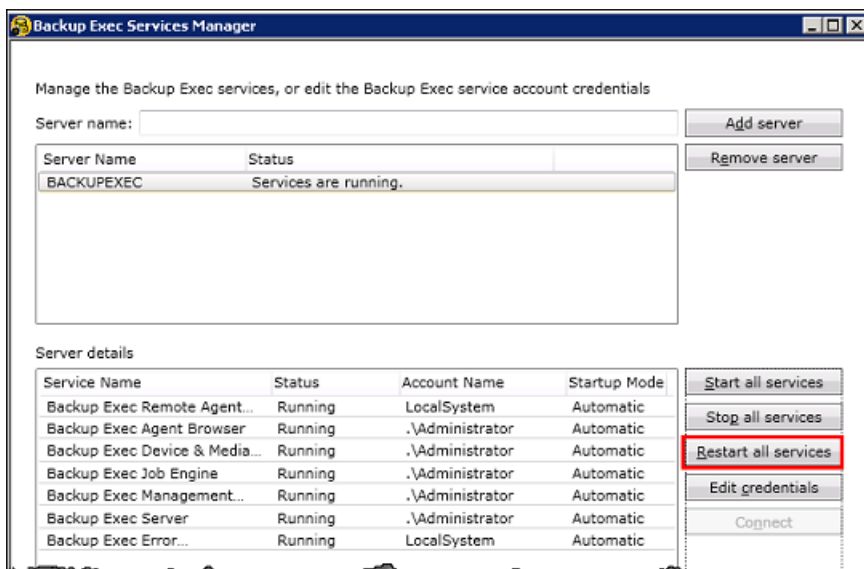 Backup Exec Services Manager
Manage the Backup Exec services, or edit the Backup Exec service account credentials
Server name:
Add server
Server Name Status
Remove server
BACKUPEXEC Services are running.
Server details
Service Name Status Account Name Startup Mode
Start all services
Backup Exec Remote Agent... Running LocalSystem Automatic
Stop all services
Backup Exec Agent Browser Running .\Administrator Automatic
Backup Exec Device & Media... Running .\Administrator Automatic
Restart all services
Backup Exec Job Engine Running .\Administrator Automatic
Edit credentials
Backup Exec Management... Running .\Administrator Automatic
Backup Exec Server Running .\Administrator Automatic
Connect
Backup Exec Error... Running LocalSystem Automatic